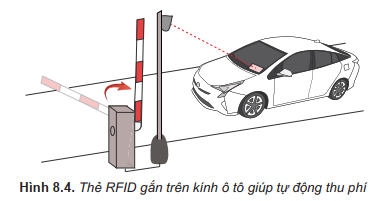 Hình 8.4. Thẻ RFID gắn trên kính ô tô giúp tự động thu phí